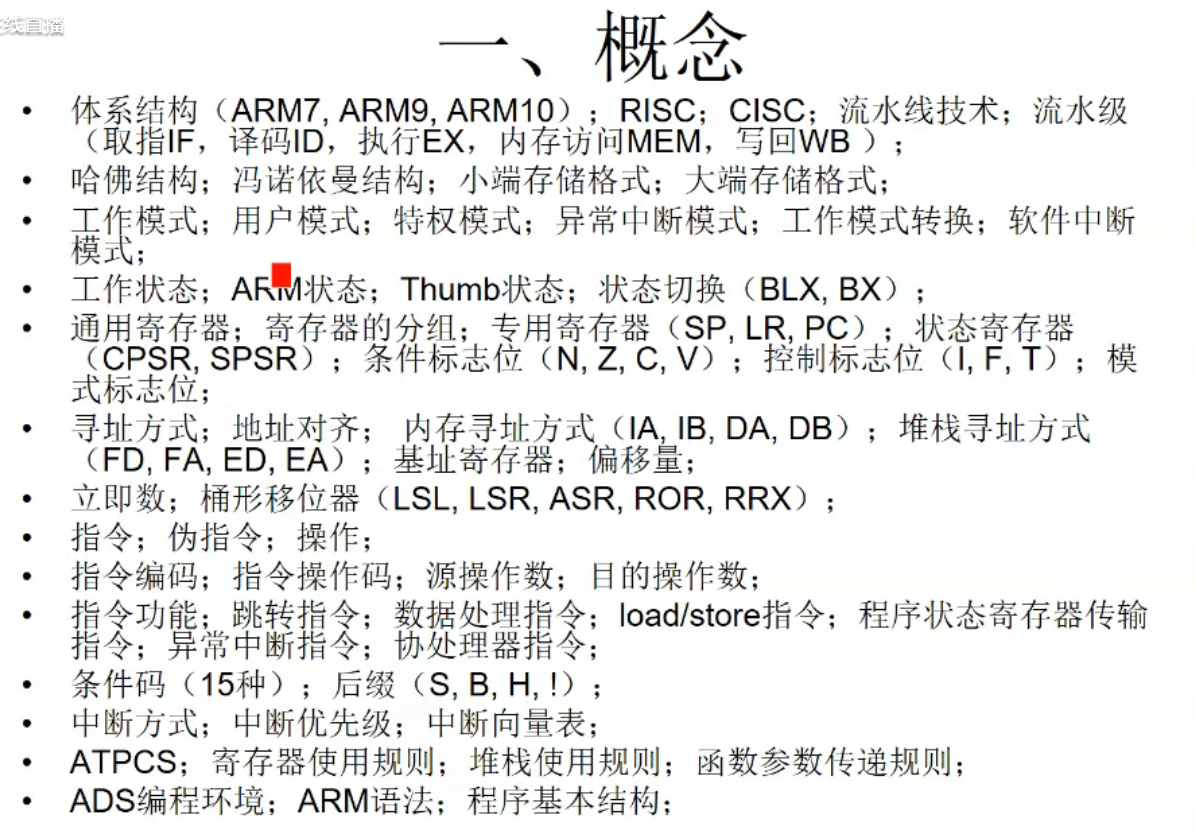 线直播
一、概念
• 体系结构（ARM7, ARM9, ARM10）；RISC；CISC；流水线技术；流水级
（取指IF，译码ID，执行EX，内存访问MEM，写回WB ）；
• 哈佛结构；冯诺依曼结构；小端存储格式；大端存储格式；
• 工作模式；用户模式；特权模式；异常中断模式；工作模式转换；软件中断
模式；
• 工作状态；ARM状态；Thumb状态；状态切换（BLX, BX）；
• 通用寄存器；寄存器的分组；专用寄存器（SP, LR, PC）；状态寄存器
（CPSR, SPSR）；条件标志位（N, Z, C, V）；控制标志位（I, F, T）；模
式标志位；
• 寻址方式；地址对齐； 内存寻址方式（IA, IB, DA, DB）；堆栈寻址方式
（FD, FA, ED, EA）；基址寄存器；偏移量；
• 立即数；桶形移位器（LSL, LSR, ASR, ROR, RRX）；
• 指令；伪指令；操作；
• 指令编码；指令操作码；源操作数；目的操作数；
• 指令功能；跳转指令；数据处理指令；load/store指令；程序状态寄存器传输
指令；异常中断指令；协处理器指令；
• 条件码（15种）；后缀（S, B, H, !）；
• 中断方式；中断优先级；中断向量表；
• ATPCS；寄存器使用规则；堆栈使用规则；函数参数传递规则；
• ADS编程环境；ARM语法；程序基本结构；